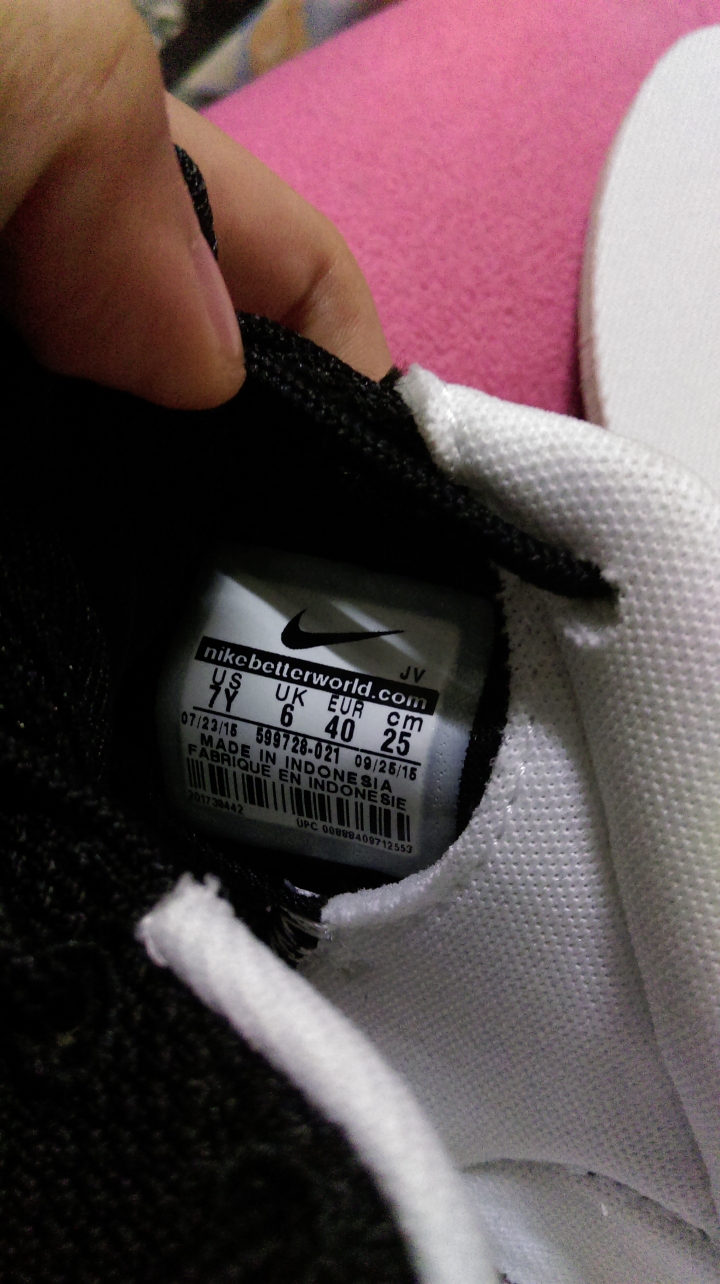 nikebetterworld.com
JV
US UK EUR cm
7Y 6 40 25
07/23/15 599728-021 09/25/15
MADE IN INDONESIA
FABRIQUE EN INDONESIE
UPC 00888409712553